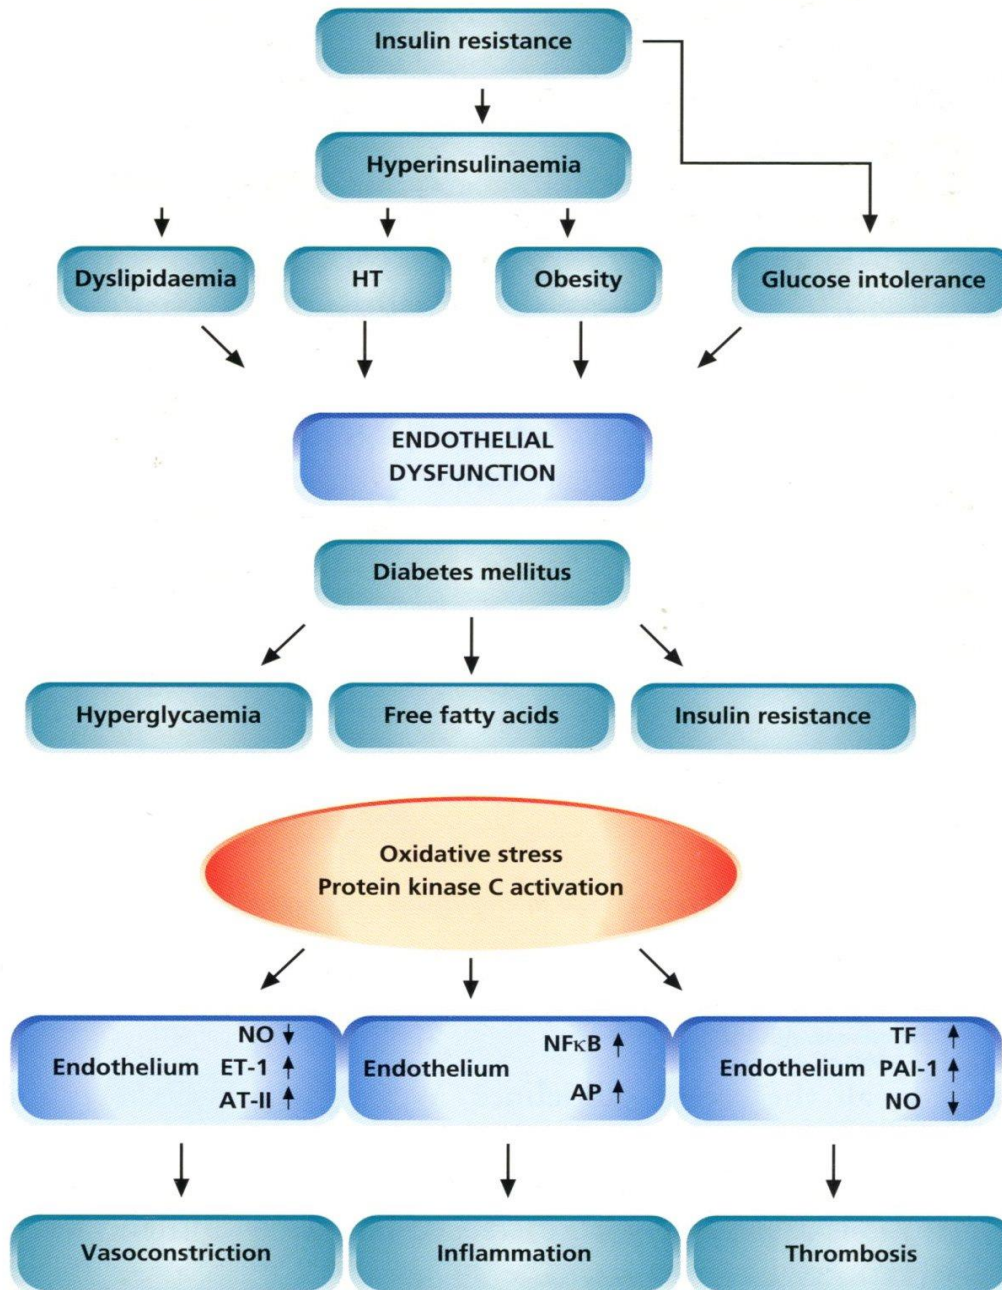 Insulin resistance
Hyperinsulinaemia
Dyslipidaemia
HT
Obesity
Glucose intolerance
ENDOTHELIAL
DYSFUNCTION
Diabetes mellitus
Hyperglycaemia
Free fatty acids
Insulin resistance
Oxidative stress
Protein kinase C activation
Endothelium
NO ↓
ET-1 ↑
AT-II ↑
Endothelium
NFκB ↑
AP ↑
Endothelium
TF ↑
PAI-1 ↑
NO ↓
Vasoconstriction
Inflammation
Thrombosis